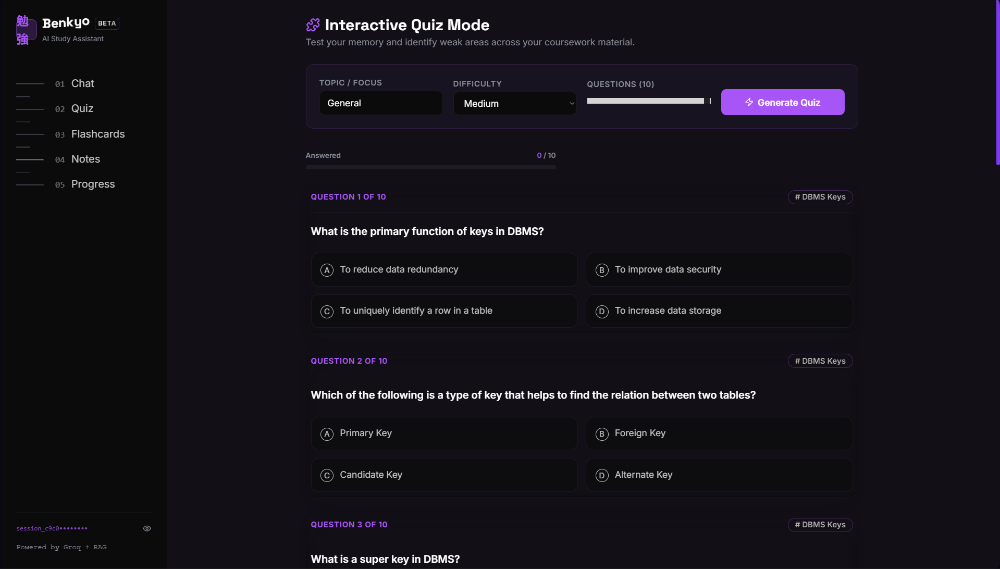 勉
強
Benkyo BETA
AI Study Assistant
01 Chat
02 Quiz
03 Flashcards
04 Notes
05 Progress
session_c9c0••••••••
Powered by Groq + RAG
Interactive Quiz Mode
Test your memory and identify weak areas across your coursework material.
TOPIC / FOCUS
General
DIFFICULTY
Medium
QUESTIONS (10)
Generate Quiz
Answered 0 / 10
QUESTION 1 OF 10 # DBMS Keys
What is the primary function of keys in DBMS?
A To reduce data redundancy
B To improve data security
C To uniquely identify a row in a table
D To increase data storage
QUESTION 2 OF 10 # DBMS Keys
Which of the following is a type of key that helps to find the relation between two tables?
A Primary Key
B Foreign Key
C Candidate Key
D Alternate Key
QUESTION 3 OF 10 # DBMS Keys
What is a super key in DBMS?